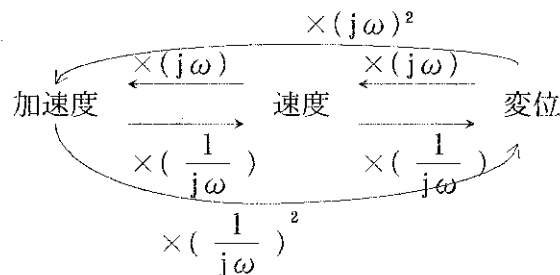 ×(jω)²
×(jω) ×(jω)
加速度 速度 変位
×(1/jω) ×(1/jω)
×(1/jω)²